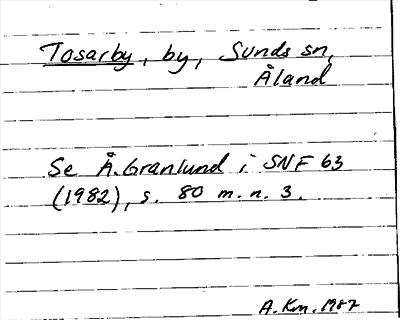 Tosarby, by, Sunds sn,
Åland
Se Å. Granlund i SNF 63
(1982), s. 80 m. n. 3.
A. Km. 1987